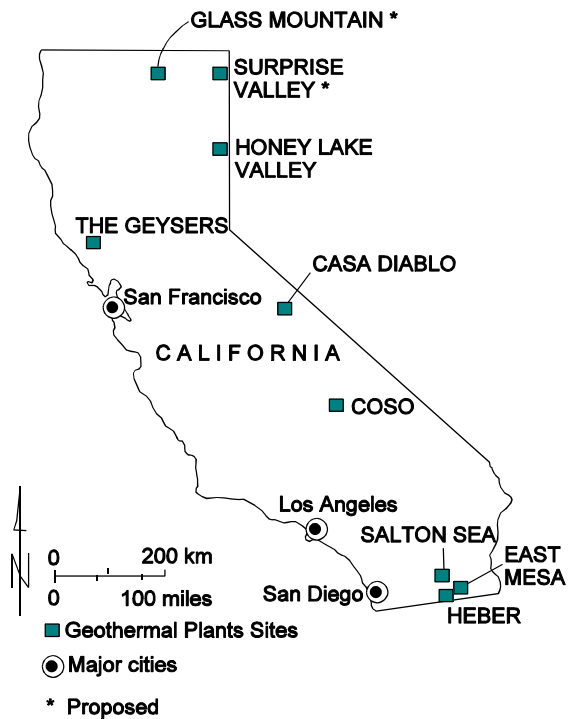 GLASS MOUNTAIN *
SURPRISE
VALLEY *
HONEY LAKE
VALLEY
THE GEYSERS
CASA DIABLO
San Francisco
CALIFORNIA
COSO
Los Angeles
SALTON SEA
EAST
MESA
San Diego
HEBER
N
0 200 km
0 100 miles
Geothermal Plants Sites
Major cities
* Proposed